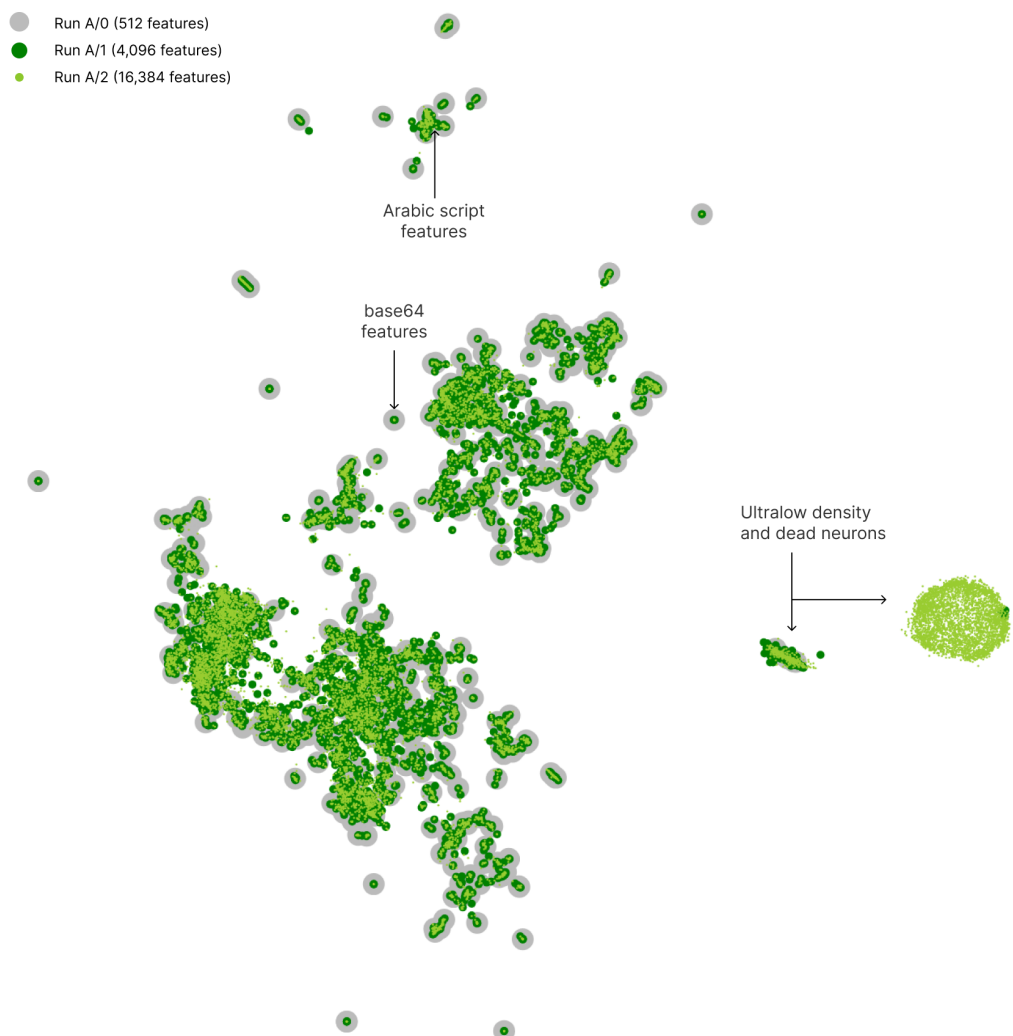 Run A/0 (512 features)
Run A/1 (4,096 features)
Run A/2 (16,384 features)
Arabic script
features
base64
features
Ultralow density
and dead neurons